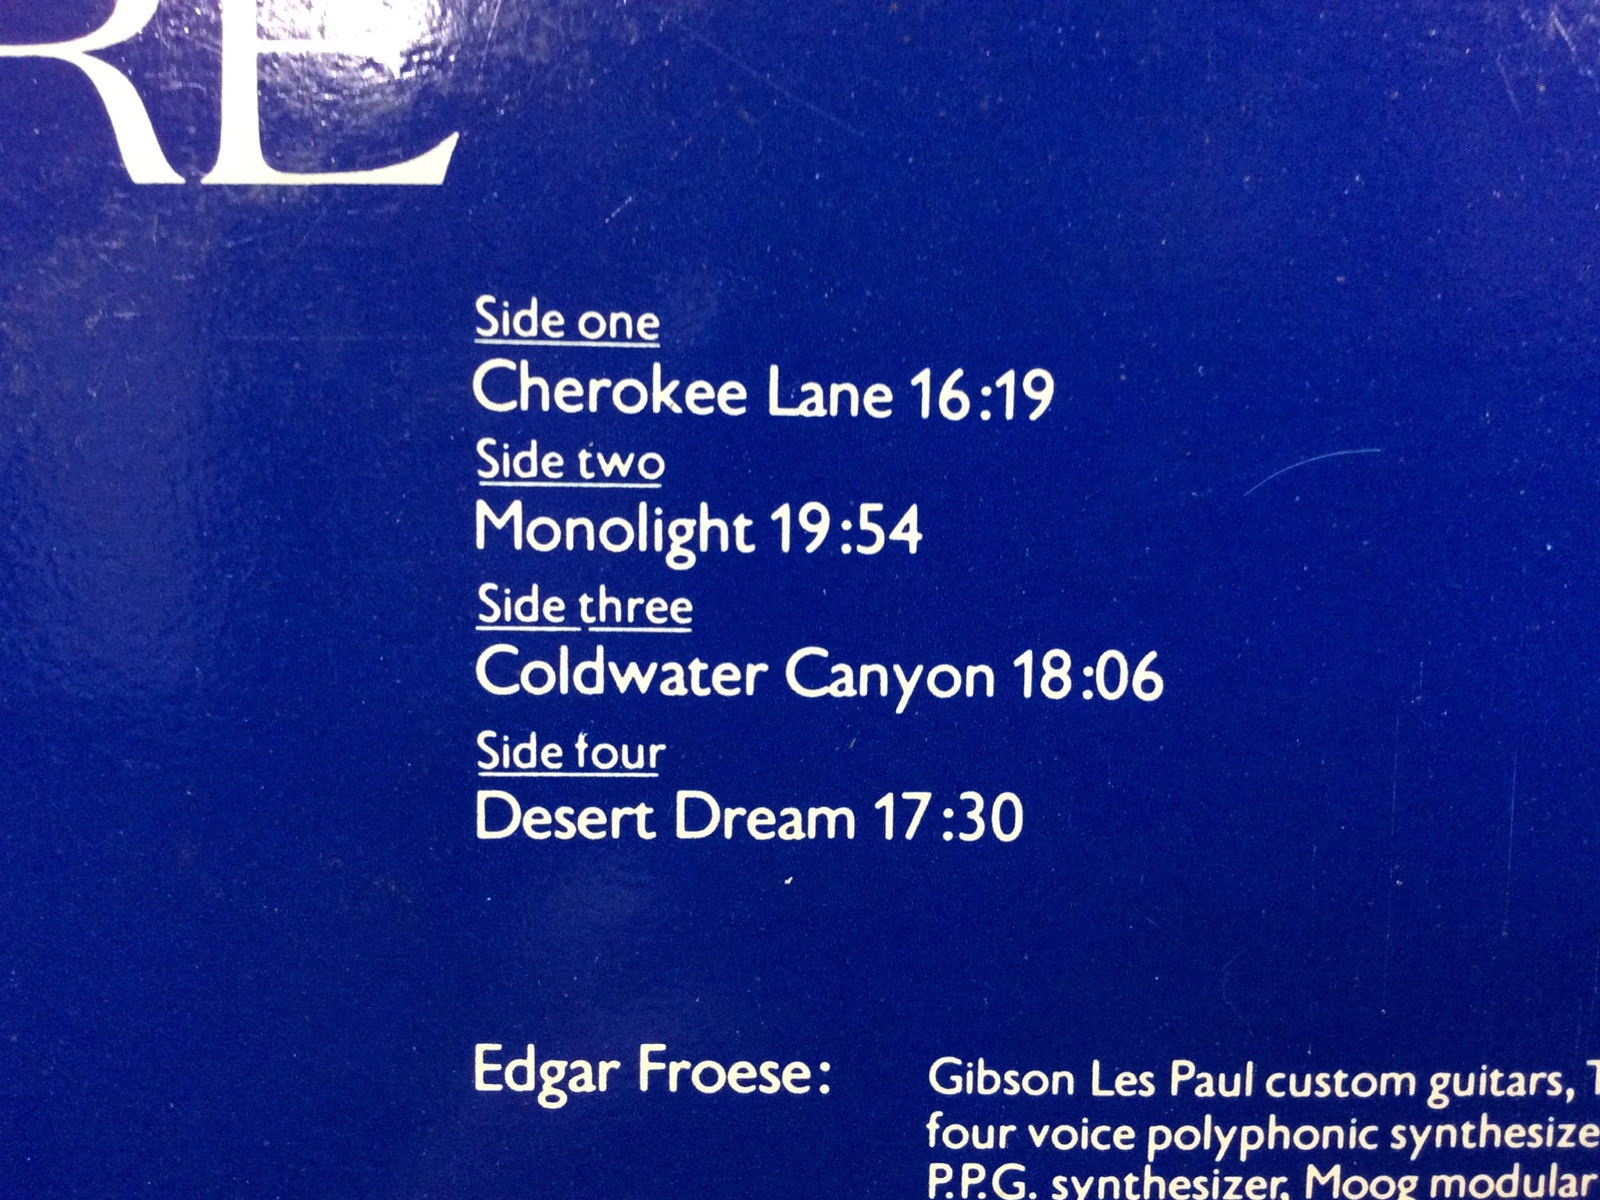 RE
Side one
Cherokee Lane 16:19
Side two
Monolight 19:54
Side three
Coldwater Canyon 18:06
Side four
Desert Dream 17:30
Edgar Froese: Gibson Les Paul custom guitars, T
four voice polyphonic synthesize
P.P.G. synthesizer, Moog modular